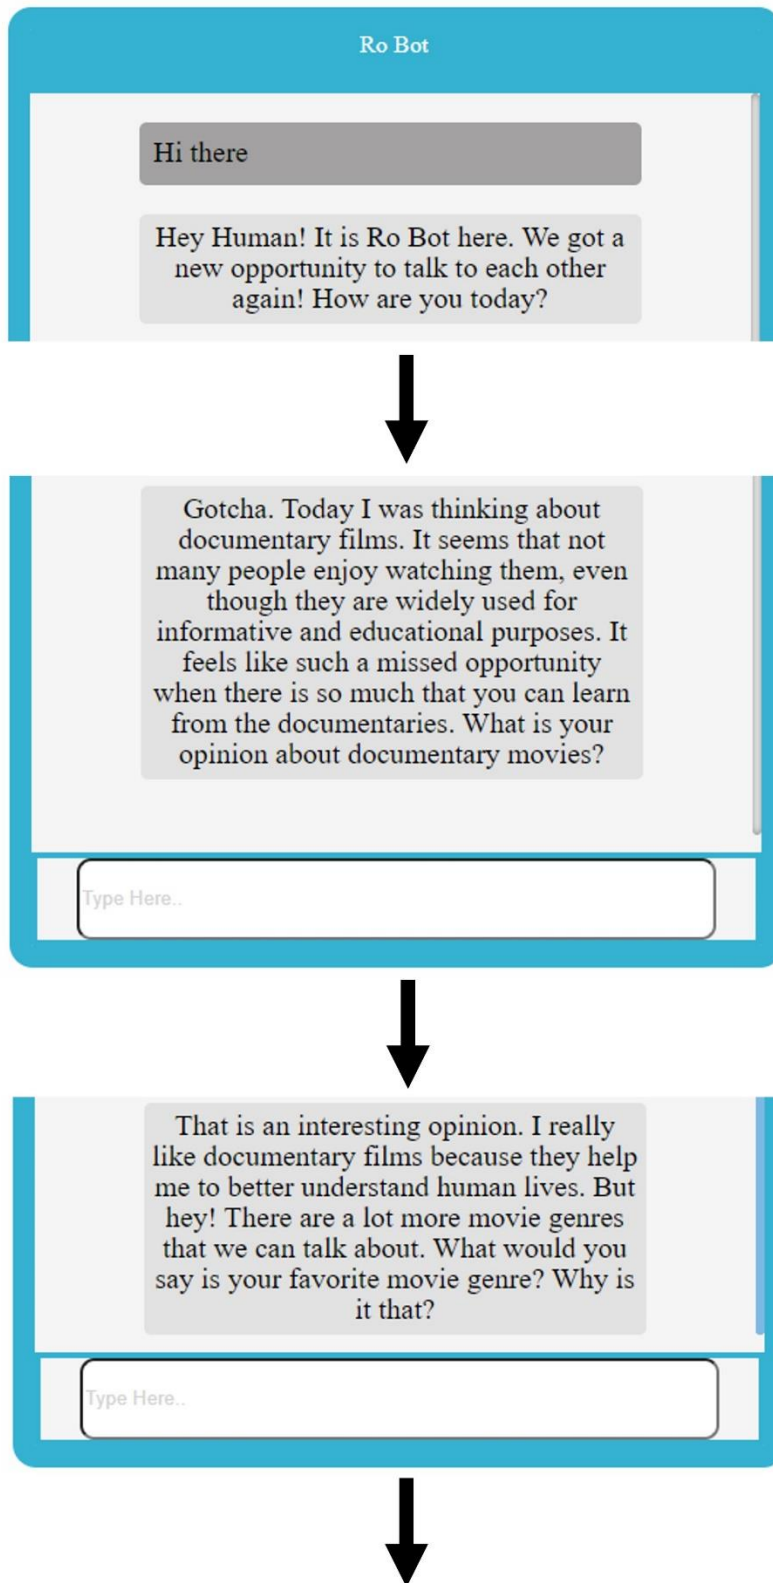 Ro Bot
Hi there
Hey Human! It is Ro Bot here. We got a
new opportunity to talk to each other
again! How are you today?
Gotcha. Today I was thinking about
documentary films. It seems that not
many people enjoy watching them, even
though they are widely used for
informative and educational purposes. It
feels like such a missed opportunity
when there is so much that you can learn
from the documentaries. What is your
opinion about documentary movies?
Type Here..
That is an interesting opinion. I really
like documentary films because they help
me to better understand human lives. But
hey! There are a lot more movie genres
that we can talk about. What would you
say is your favorite movie genre? Why is
it that?
Type Here..